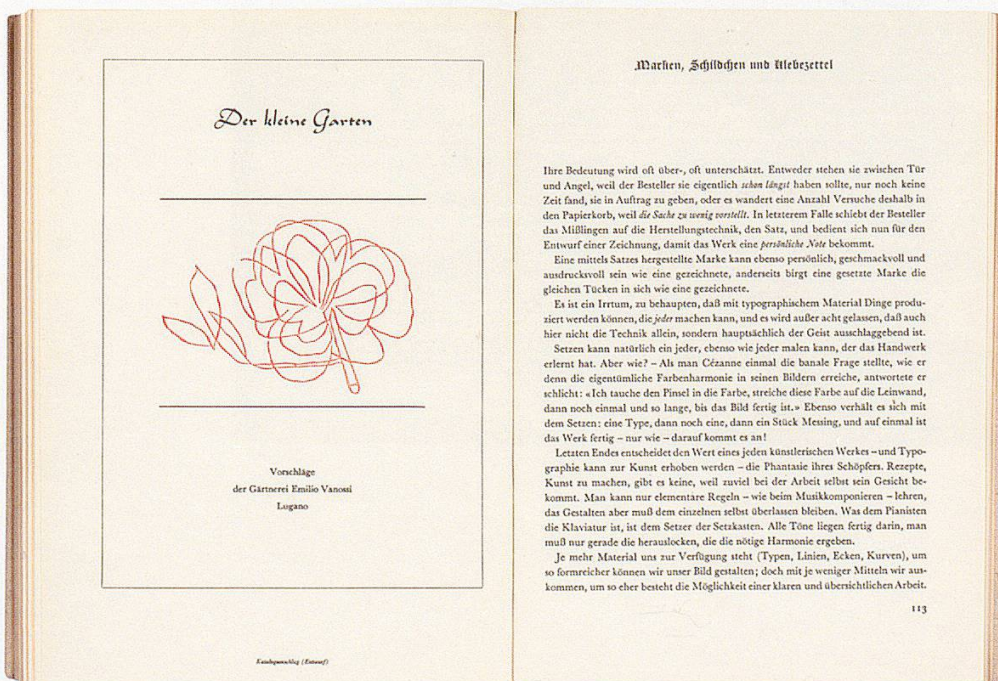 Der kleine Garten
Vorschläge
der Gärtnerei Emilio Vanossi
Lugano
Katalogumschlag (Entwurf)
Marken, Schildchen und Klebezettel
Ihre Bedeutung wird oft über-, oft unterschätzt. Entweder stehen sie zwischen Tür
und Angel, weil der Besteller sie eigentlich schon längst haben sollte, nur noch keine
Zeit fand, sie in Auftrag zu geben, oder es wandert eine Anzahl Versuche deshalb in
den Papierkorb, weil die Sache zu wenig vorstellt. In letzterem Falle schiebt der Besteller
das Mißlingen auf die Herstellungstechnik, den Satz, und bedient sich nun für den
Entwurf einer Zeichnung, damit das Werk eine persönliche Note bekommt.
Eine mittels Satzes hergestellte Marke kann ebenso persönlich, geschmackvoll und
ausdrucksvoll sein wie eine gezeichnete, anderseits birgt eine gesetzte Marke die
gleichen Tücken in sich wie eine gezeichnete.
Es ist ein Irrtum, zu behaupten, daß mit typographischem Material Dinge produ-
ziert werden können, die jeder machen kann, und es wird außer acht gelassen, daß auch
hier nicht die Technik allein, sondern hauptsächlich der Geist ausschlaggebend ist.
Setzen kann natürlich ein jeder, ebenso wie jeder malen kann, der das Handwerk
erlernt hat. Aber wie? – Als man Cézanne einmal die banale Frage stellte, wie er
denn die eigentümliche Farbenharmonie in seinen Bildern erreiche, antwortete er
schlicht: «Ich tauche den Pinsel in die Farbe, streiche diese Farbe auf die Leinwand,
dann noch einmal und so lange, bis das Bild fertig ist.» Ebenso verhält es sich mit
dem Setzen: eine Type, dann noch eine, dann ein Stück Messing, und auf einmal ist
das Werk fertig – nur wie – darauf kommt es an!
Letzten Endes entscheidet den Wert eines jeden künstlerischen Werkes – und Typo-
graphie kann zur Kunst erhoben werden – die Phantasie ihres Schöpfers. Rezepte,
Kunst zu machen, gibt es keine, weil zuviel bei der Arbeit selbst sein Gesicht be-
kommt. Man kann nur elementare Regeln – wie beim Musikkomponieren – lehren,
das Gestalten aber muß dem einzelnen selbst überlassen bleiben. Was dem Pianisten
die Klaviatur ist, ist dem Setzer der Setzkasten. Alle Töne liegen fertig darin, man
muß nur gerade die herauslocken, die die nötige Harmonie ergeben.
Je mehr Material uns zur Verfügung steht (Typen, Linien, Ecken, Kurven), um
so formreicher können wir unser Bild gestalten; doch mit je weniger Mitteln wir aus-
kommen, um so eher besteht die Möglichkeit einer klaren und übersichtlichen Arbeit.
113